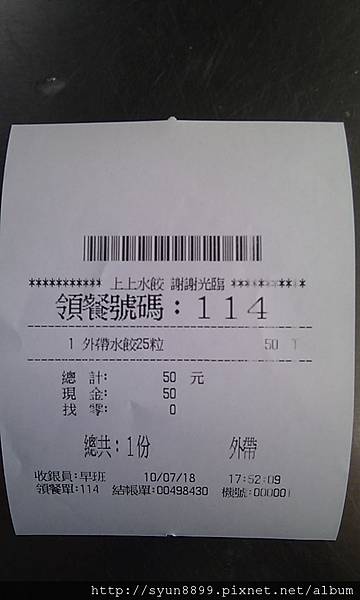 *********** 上上水餃 謝謝光臨 ***********
領餐號碼：114
1 外帶水餃25粒 50 T
總 計: 50 元
現 金: 50
找 零: 0
總共：1份 外帶
收銀員:早班 10/07/18 17:52:09
領餐單:114 結帳單:00498430 機號:000001
http://syun8899.pixnet.net/album